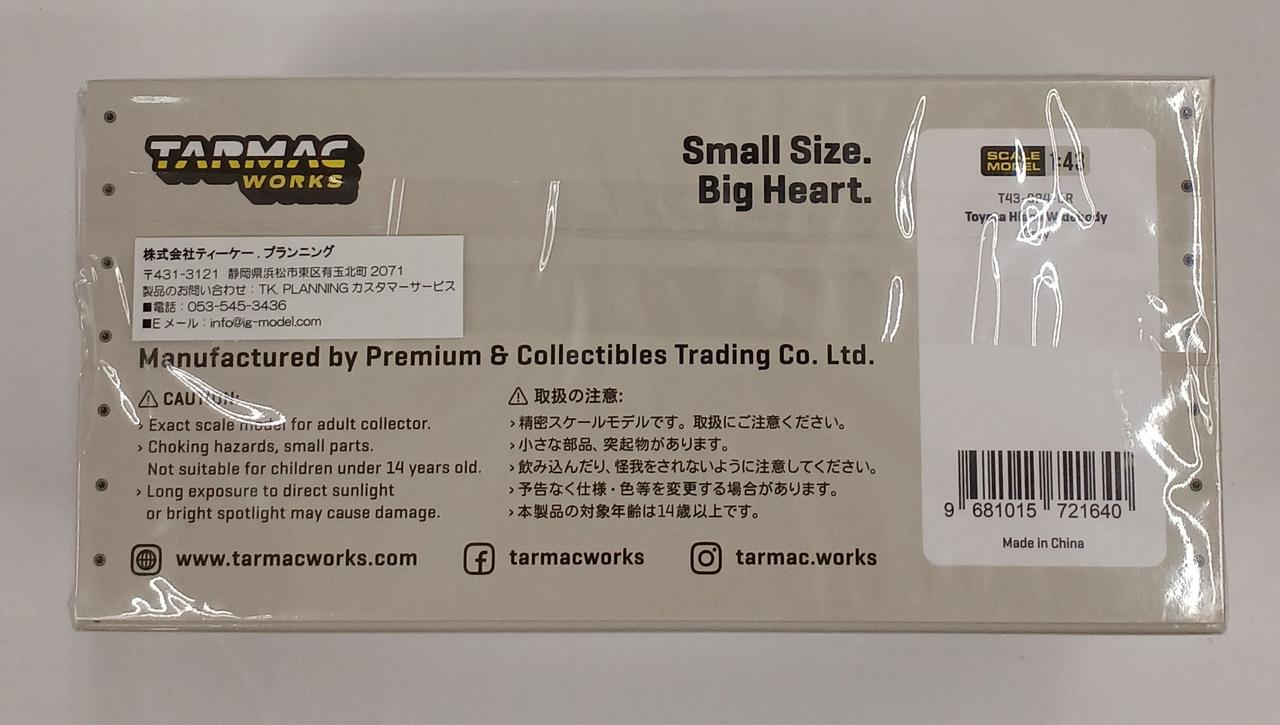 TARMAC
WORKS
Small Size.
Big Heart.
株式会社ティーケー．プランニング
〒431-3121 静岡県浜松市東区有玉北町 2071
製品のお問い合わせ：TK. PLANNING カスタマーサービス
■電話：053-545-3436
■E メール：info@ig-model.com
Manufactured by Premium & Collectibles Trading Co. Ltd.
CAUTION:
› Exact scale model for adult collector.
› Choking hazards, small parts.
Not suitable for children under 14 years old.
› Long exposure to direct sunlight
or bright spotlight may cause damage.
取扱の注意:
› 精密スケールモデルです。取扱にご注意ください。
› 小さな部品、突起物があります。
› 飲み込んだり、怪我をされないように注意してください。
› 予告なく仕様・色等を変更する場合があります。
› 本製品の対象年齢は14歳以上です。
www.tarmacworks.com
tarmacworks
tarmac.works
SCALE
MODEL 1:43
Toyota Widebody
9 681015 721640
Made in China